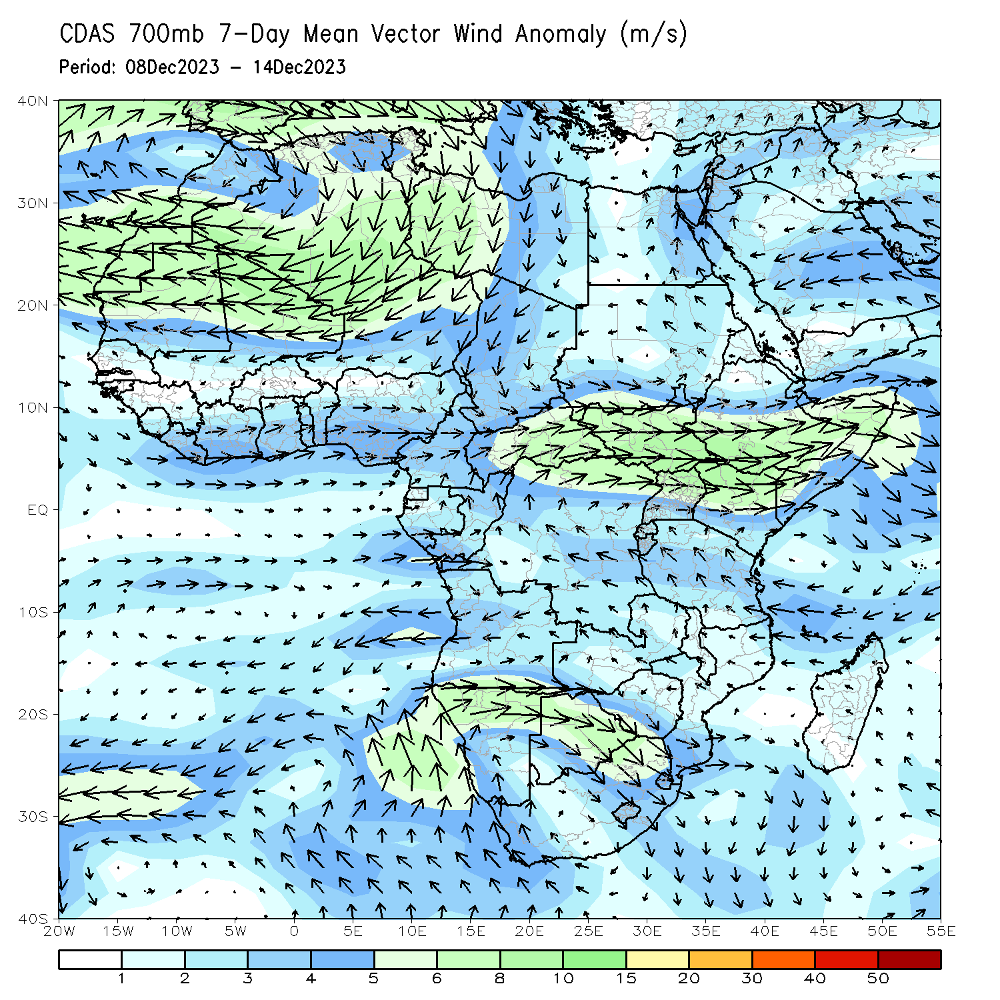 CDAS 700mb 7-Day Mean Vector Wind Anomaly (m/s)
Period: 08Dec2023 - 14Dec2023
40N
30N
20N
10N
EQ
10S
20S
30S
40S
20W 15W 10W 5W 0 5E 10E 15E 20E 25E 30E 35E 40E 45E 50E 55E
1 2 3 4 5 6 8 10 15 20 30 40 50